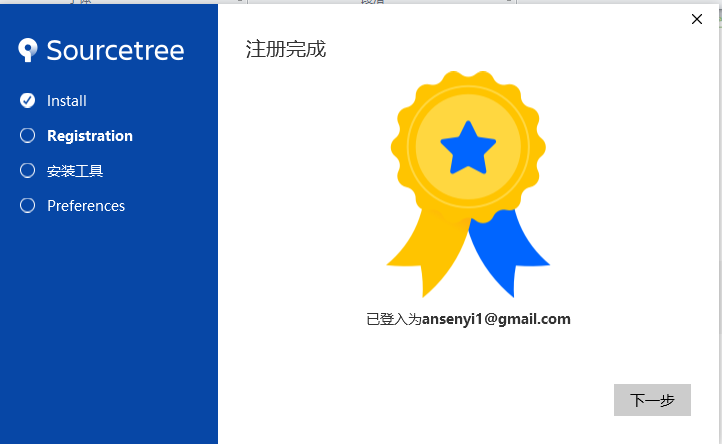 Sourcetree
Install
Registration
安装工具
Preferences
注册完成
已登入为ansenyi1@gmail.com
下一步